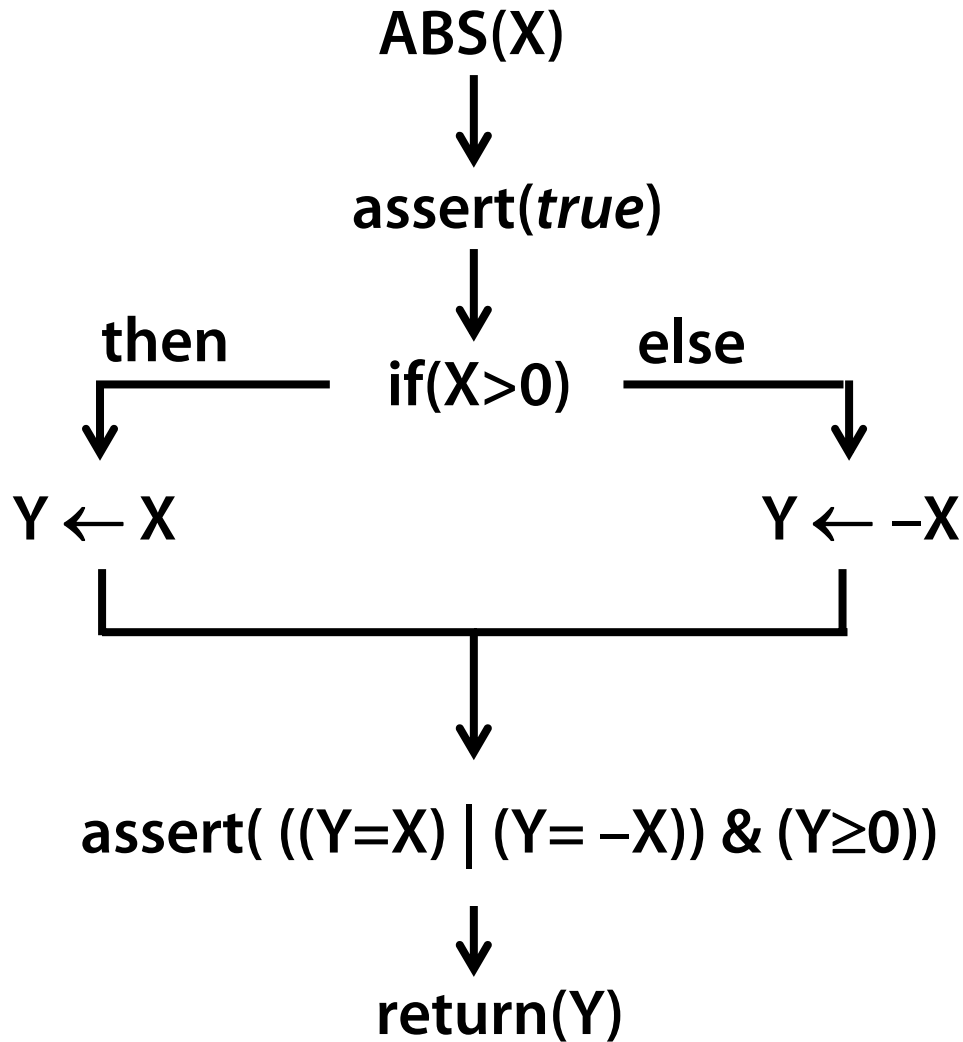 ABS(X)
assert(true)
then
if(X>0)
else
Y ← X
Y ← –X
assert( ((Y=X) | (Y= –X)) & (Y≥0))
return(Y)